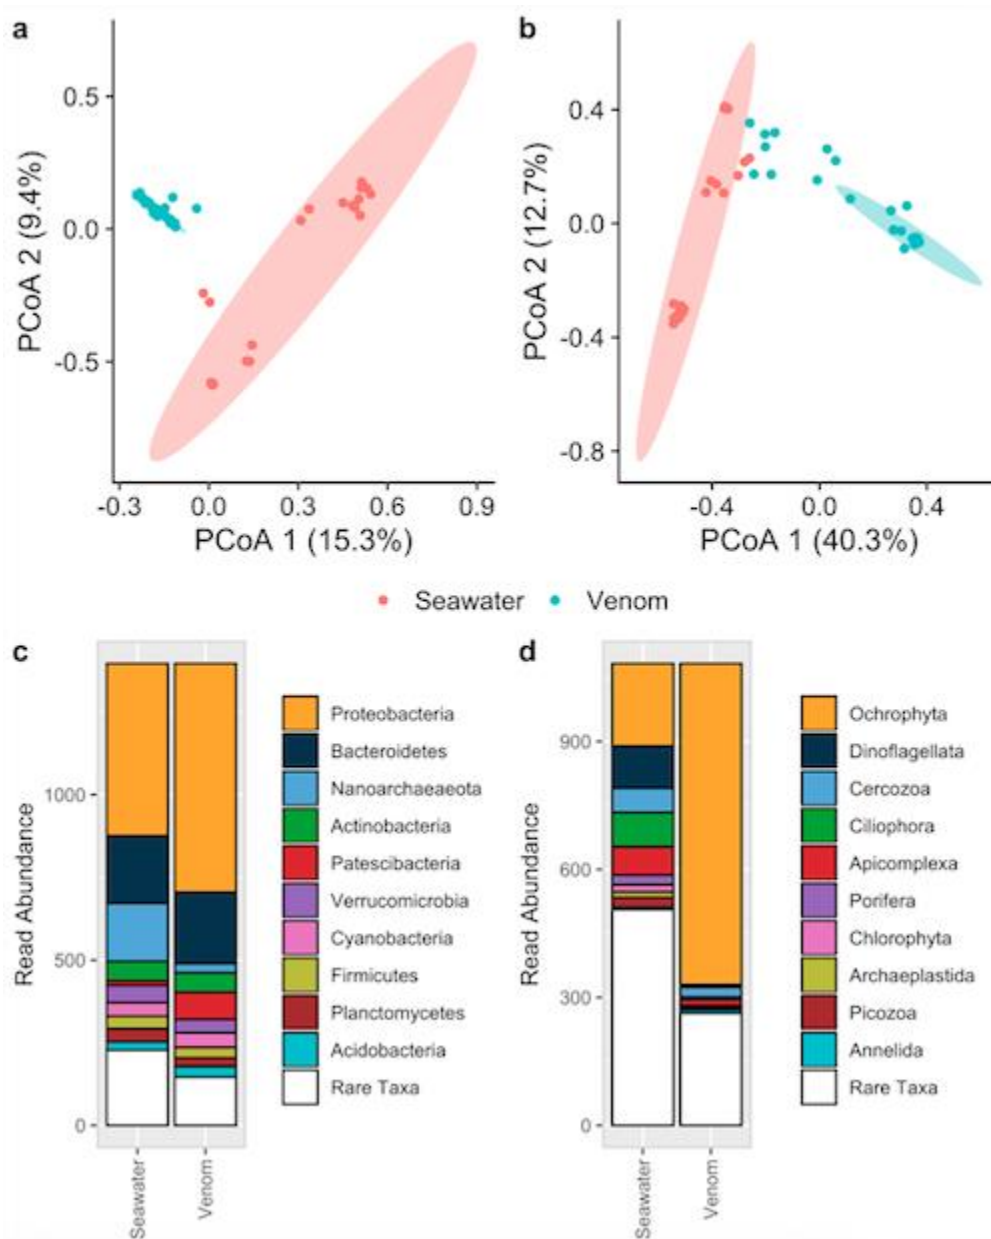 a
0.5
0.0
-0.5
-0.3
0.0
0.3
0.6
0.9
PCoA 2 (9.4%)
PCoA 1 (15.3%)
b
0.4
0.0
-0.4
-0.8
-0.4
0.0
0.4
PCoA 2 (12.7%)
PCoA 1 (40.3%)
Seawater
Venom
c
1000
500
0
Read Abundance
Seawater
Venom
Proteobacteria
Bacteroidetes
Nanoarchaeaeota
Actinobacteria
Patescibacteria
Verrucomicrobia
Cyanobacteria
Firmicutes
Planctomycetes
Acidobacteria
Rare Taxa
d
900
600
300
0
Read Abundance
Seawater
Venom
Ochrophyta
Dinoflagellata
Cercozoa
Ciliophora
Apicomplexa
Porifera
Chlorophyta
Archaeplastida
Picozoa
Annelida
Rare Taxa